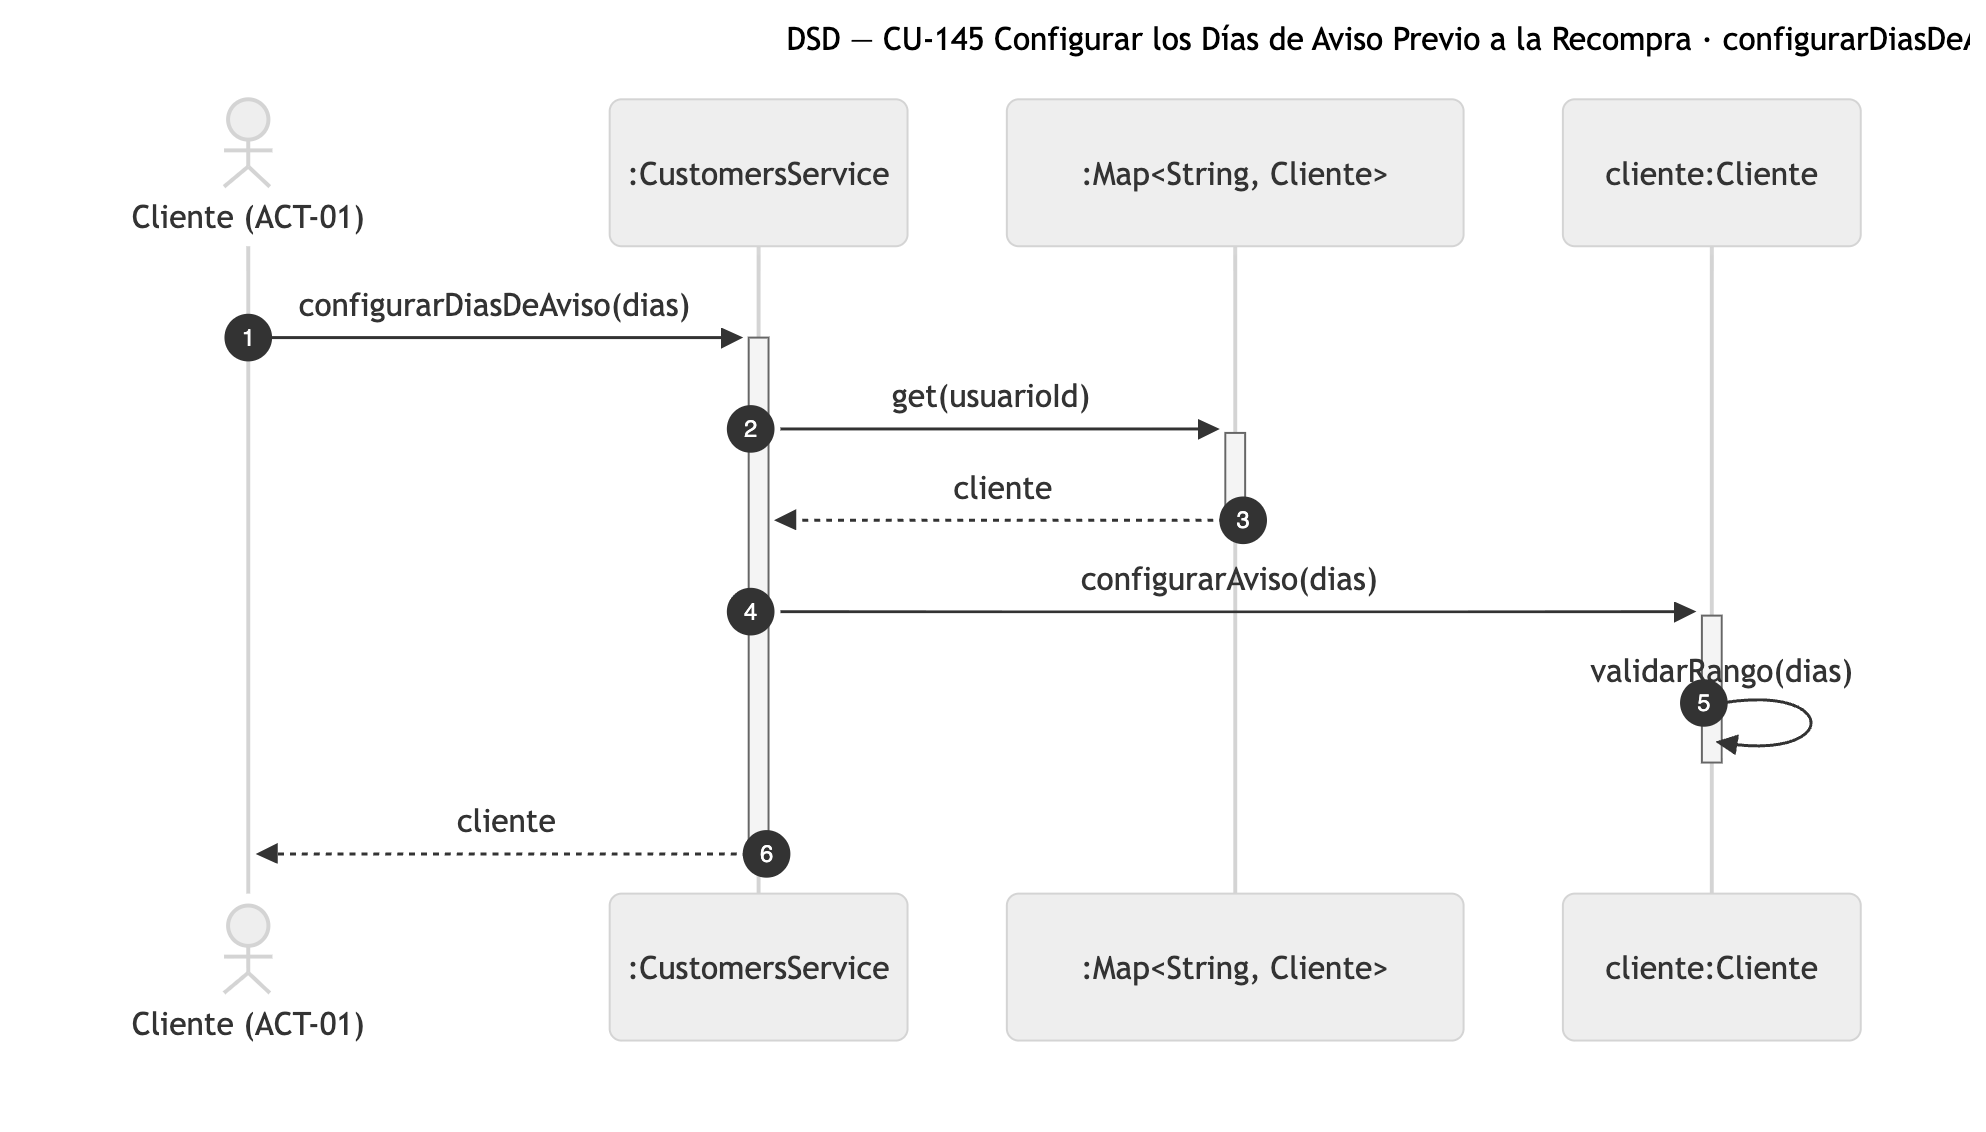 DSD — CU-145 Configurar los Días de Aviso Previo a la Recompra · configurarDiasDeA
Cliente (ACT-01)
:CustomersService
:Map<String, Cliente>
cliente:Cliente
configurarDiasDeAviso(dias)
1
get(usuarioId)
2
cliente
3
configurarAviso(dias)
4
validarRango(dias)
5
cliente
6
Cliente (ACT-01)
:CustomersService
:Map<String, Cliente>
cliente:Cliente